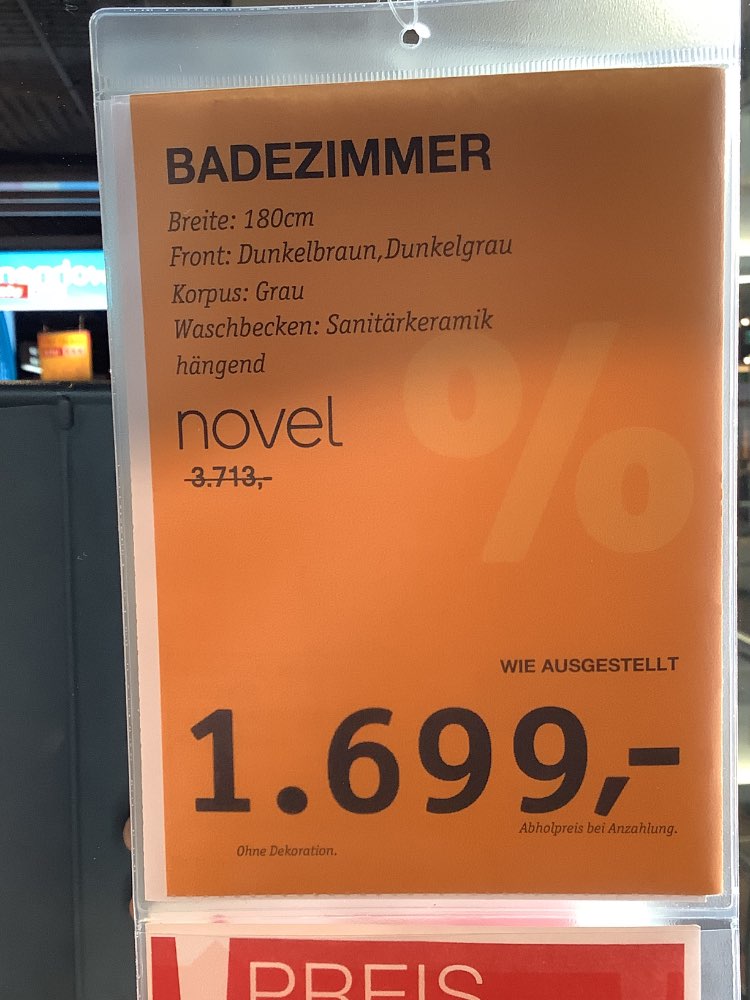 BADEZIMMER
Breite: 180cm
Front: Dunkelbraun,Dunkelgrau
Korpus: Grau
Waschbecken: Sanitärkeramik
hängend
novel
3.713,-
%
WIE AUSGESTELLT
1.699,-
Abholpreis bei Anzahlung.
Ohne Dekoration.
PREIS